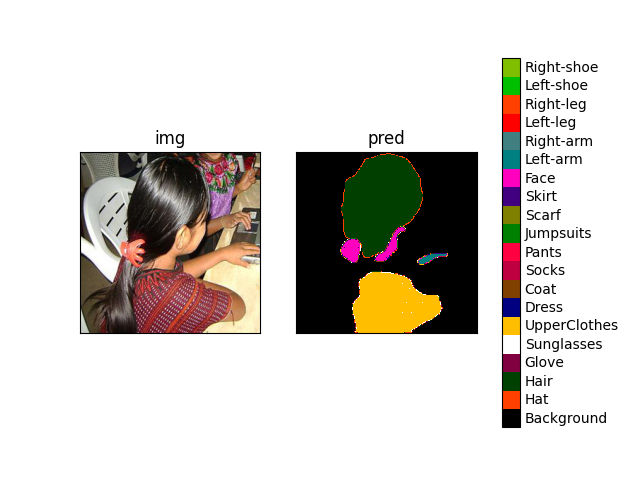 img
pred
Right-shoe
Left-shoe
Right-leg
Left-leg
Right-arm
Left-arm
Face
Skirt
Scarf
Jumpsuits
Pants
Socks
Coat
Dress
UpperClothes
Sunglasses
Glove
Hair
Hat
Background